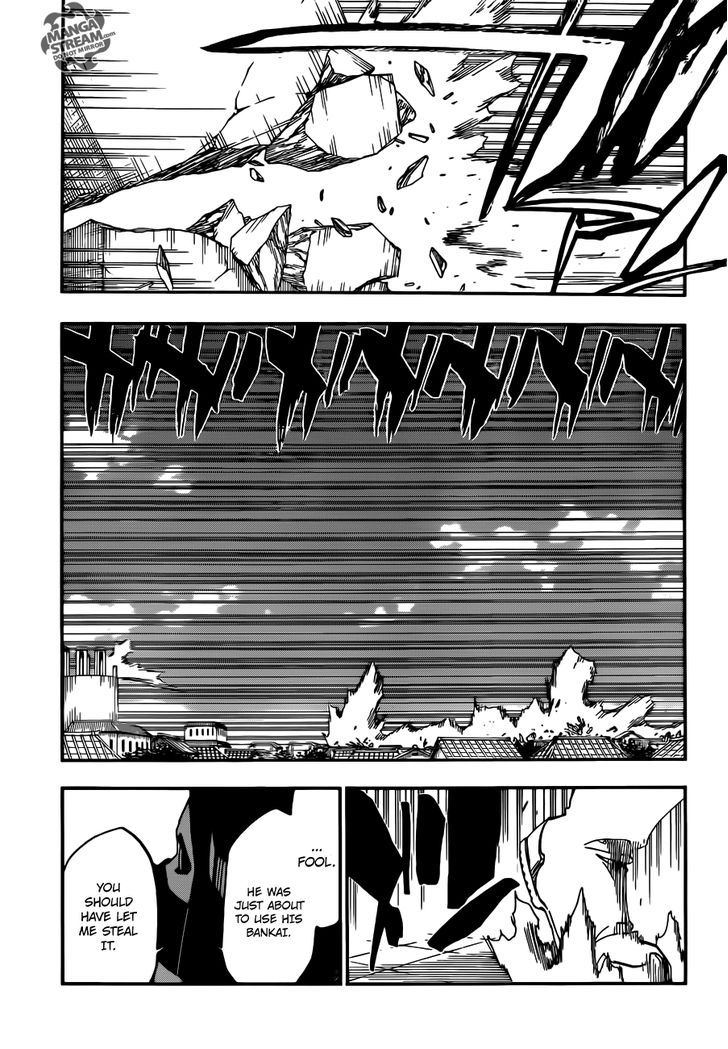 MANGA
STREAM.com
DO NOT MIRROR
...
FOOL.
HE WAS
JUST ABOUT
TO USE HIS
BANKAI.
YOU
SHOULD
HAVE LET
ME STEAL
IT.